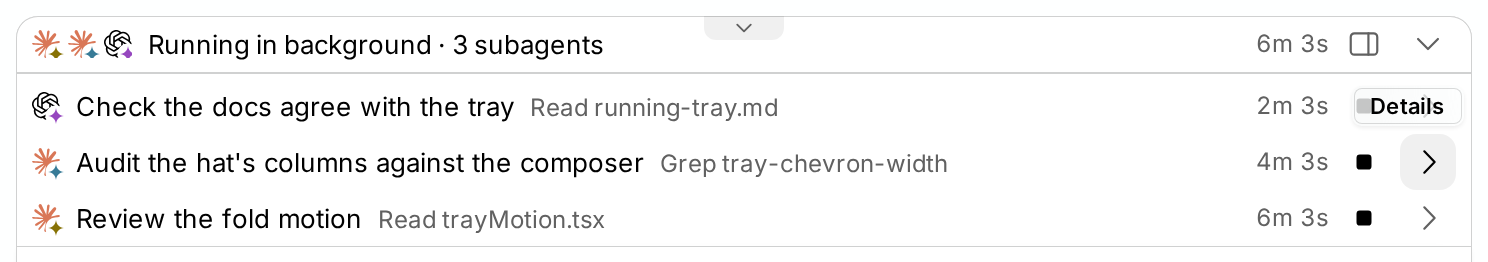 Running in background · 3 subagents 6m 3s
Check the docs agree with the tray Read running-tray.md 2m 3s Details
Audit the hat's columns against the composer Grep tray-chevron-width 4m 3s
Review the fold motion Read trayMotion.tsx 6m 3s